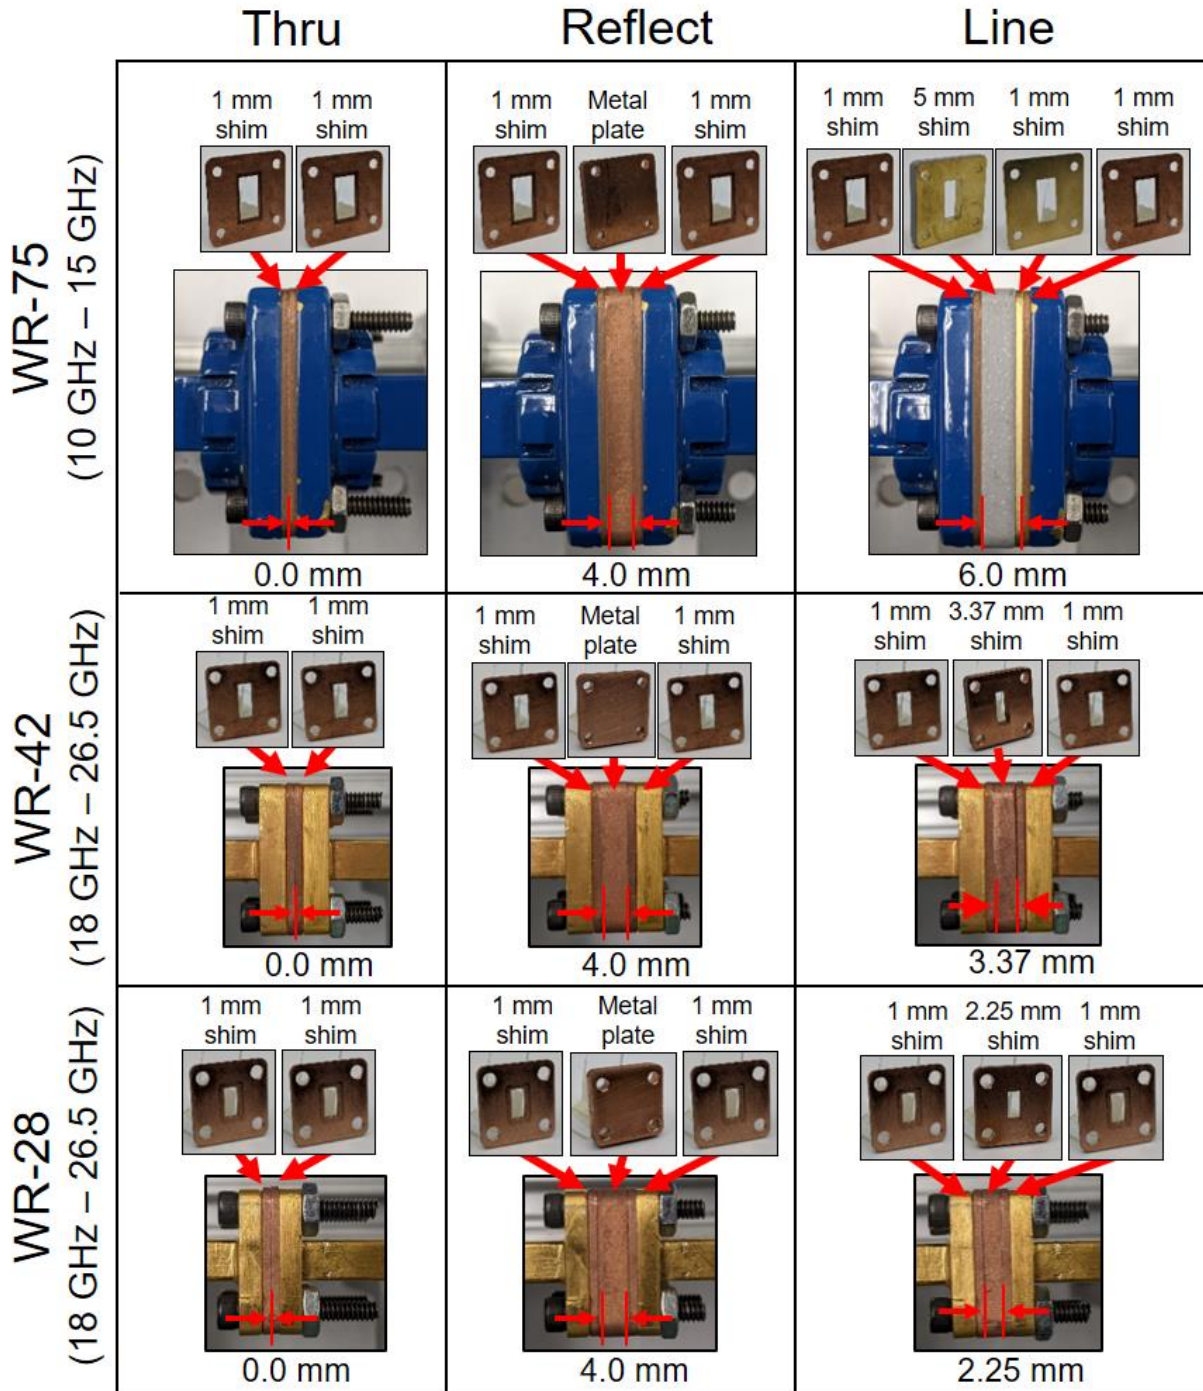 Thru
Reflect
Line
WR-75
(10 GHz – 15 GHz)
1 mm
shim
1 mm
shim
0.0 mm
1 mm
shim
Metal
plate
1 mm
shim
4.0 mm
1 mm
shim
5 mm
shim
1 mm
shim
1 mm
shim
6.0 mm
WR-42
(18 GHz – 26.5 GHz)
1 mm
shim
1 mm
shim
0.0 mm
1 mm
shim
Metal
plate
1 mm
shim
4.0 mm
1 mm
shim
3.37 mm
shim
1 mm
shim
3.37 mm
WR-28
(18 GHz – 26.5 GHz)
1 mm
shim
1 mm
shim
0.0 mm
1 mm
shim
Metal
plate
1 mm
shim
4.0 mm
1 mm
shim
2.25 mm
shim
1 mm
shim
2.25 mm